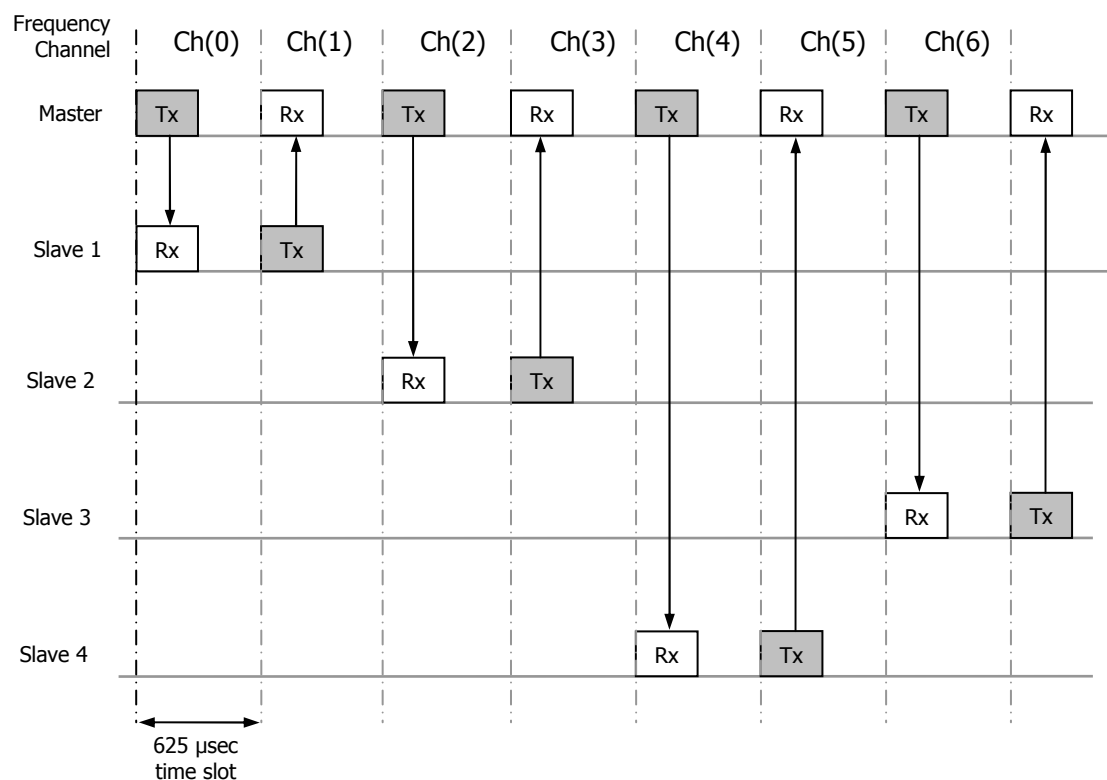 Frequency
Channel
Ch(0) Ch(1) Ch(2) Ch(3) Ch(4) Ch(5) Ch(6)
Master Tx Rx Tx Rx Tx Rx Tx Rx
Slave 1 Rx Tx
Slave 2 Rx Tx
Slave 3 Rx Tx
Slave 4 Rx Tx
625 µsec
time slot